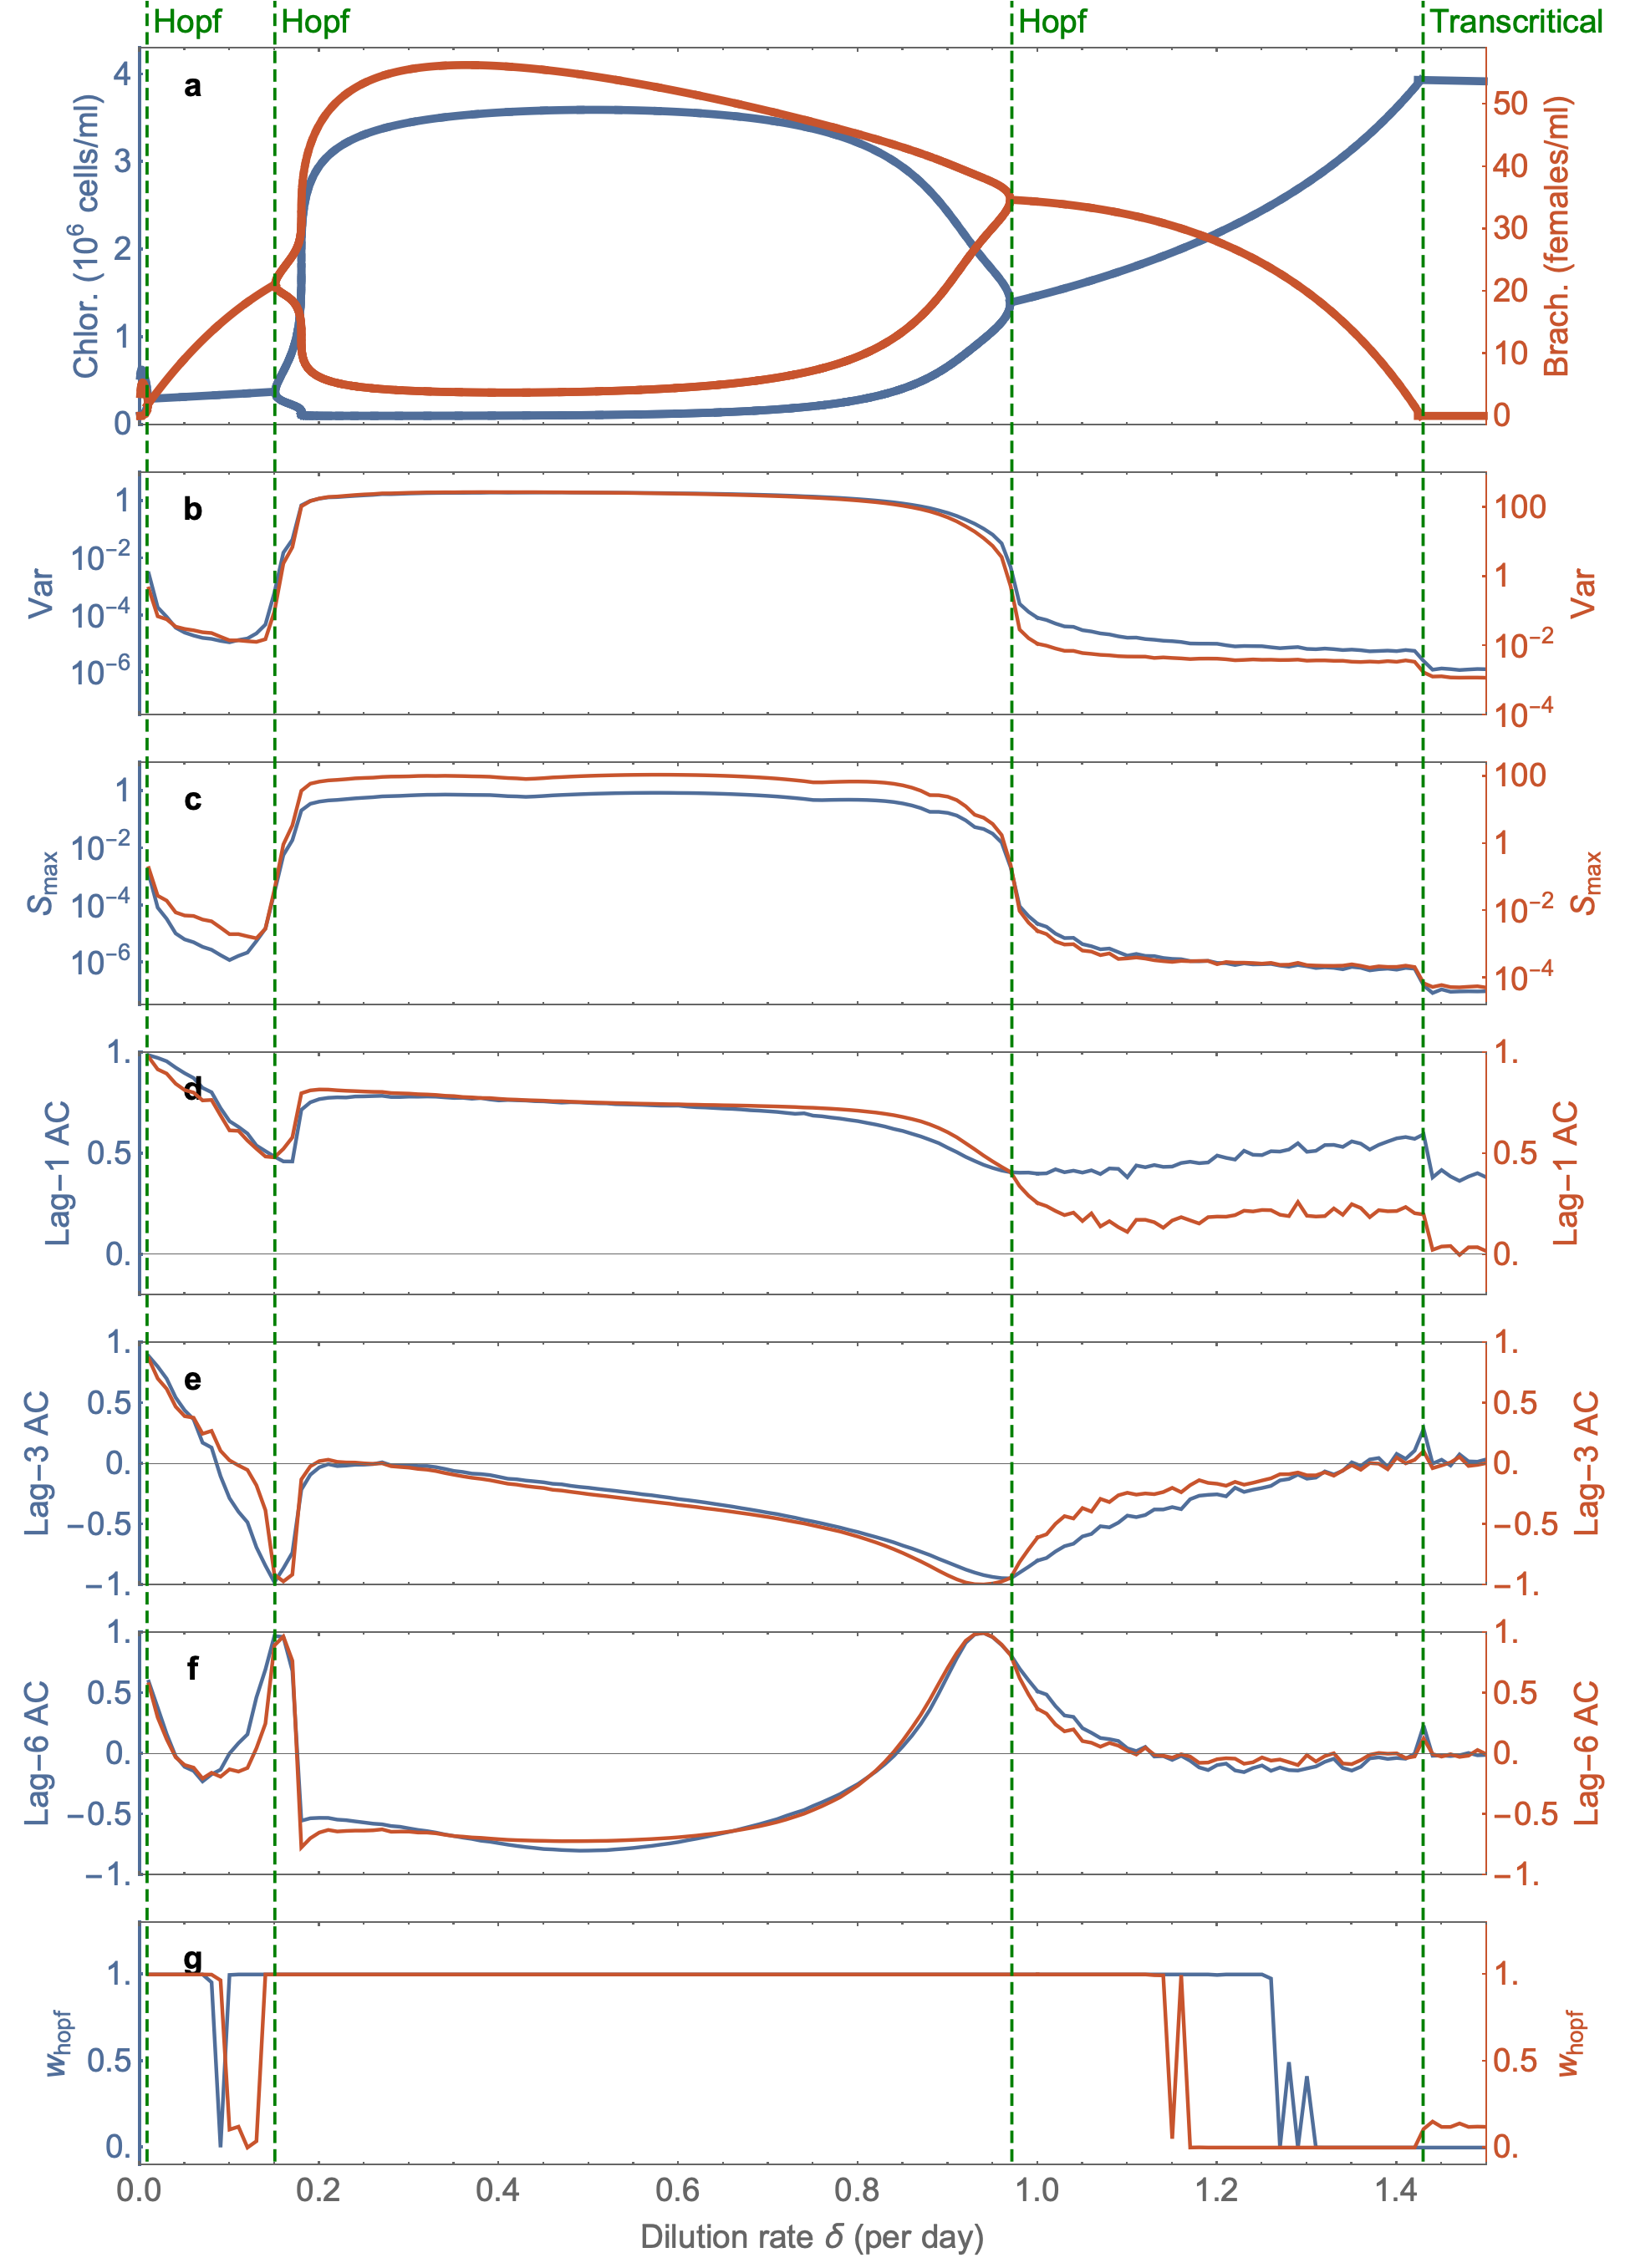 Hopf Hopf Hopf Transcritical
a
Chlor. (10⁶ cells/ml)
4
3
2
1
0
50
40
30
20
10
0
Brach. (females/ml)
b
Var
1
10⁻²
10⁻⁴
10⁻⁶
100
1
10⁻²
10⁻⁴
Var
c
Smax
1
10⁻²
10⁻⁴
10⁻⁶
100
1
10⁻²
10⁻⁴
Smax
d
Lag−1 AC
1.
0.5
0.
1.
0.5
0.
Lag−1 AC
e
Lag−3 AC
1.
0.5
0.
−0.5
−1.
1.
0.5
0.
−0.5
−1.
Lag−3 AC
f
Lag−6 AC
1.
0.5
0.
−0.5
−1.
1.
0.5
0.
−0.5
−1.
Lag−6 AC
g
whopf
1.
0.5
0.
1.
0.5
0.
whopf
0.0 0.2 0.4 0.6 0.8 1.0 1.2 1.4
Dilution rate δ (per day)